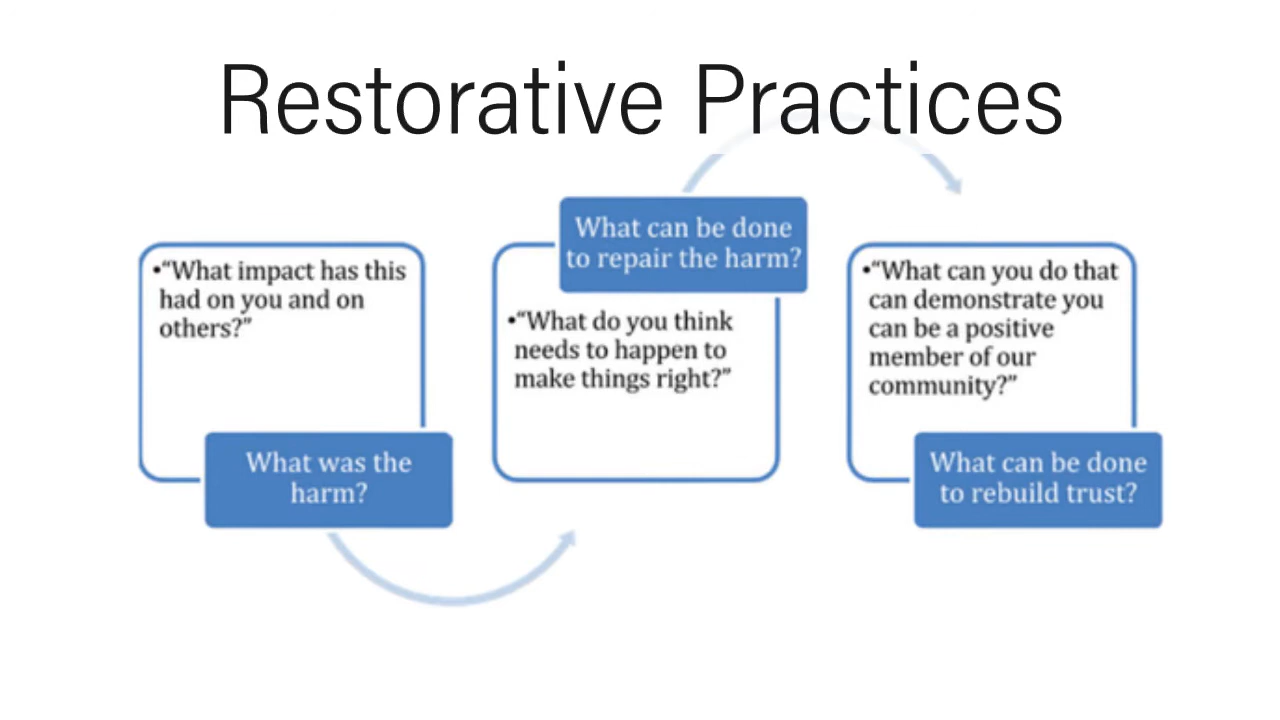 Restorative Practices
•“What impact has this
had on you and on
others?”
What was the
harm?
What can be done
to repair the harm?
•“What do you think
needs to happen to
make things right?”
•“What can you do that
can demonstrate you
can be a positive
member of our
community?”
What can be done
to rebuild trust?